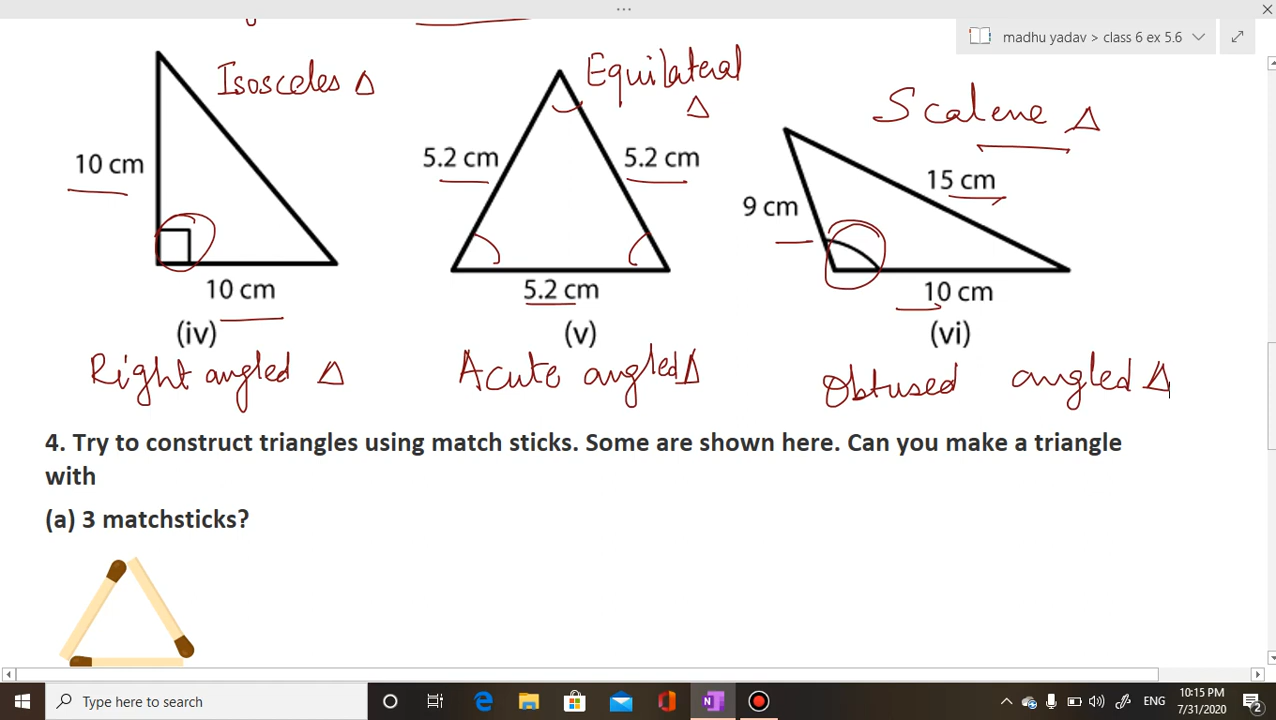 madhu yadav > class 6 ex 5.6
Isosceles Δ
Equilateral
Δ
Scalene Δ
10 cm
5.2 cm
5.2 cm
9 cm
15 cm
10 cm
5.2 cm
10 cm
(iv)
(v)
(vi)
Right angled Δ
Acute angled Δ
Obtused angled Δ
4. Try to construct triangles using match sticks. Some are shown here. Can you make a triangle
with
(a) 3 matchsticks?
Type here to search
ENG
10:15 PM
7/31/2020
2